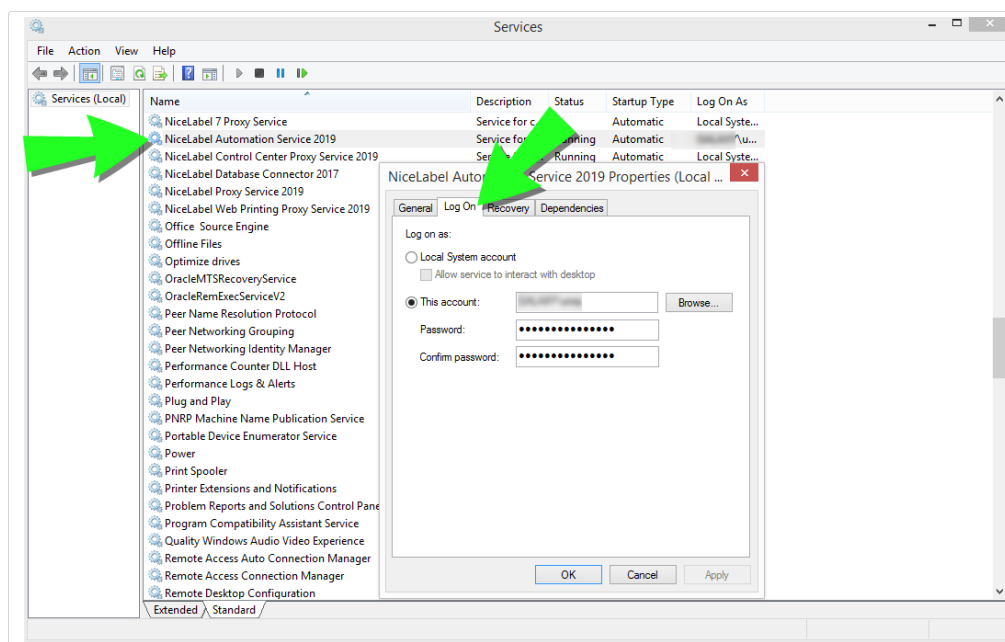 Services
File Action View Help
Services (Local)
Name Description Status Startup Type Log On As
NiceLabel 7 Proxy Service Service for c... Automatic Local Syste...
NiceLabel Automation Service 2019 Service for Running Automatic \u...
NiceLabel Control Center Proxy Service 2019 Running Automatic Local Syste...
NiceLabel Database Connector 2017
NiceLabel Proxy Service 2019
NiceLabel Web Printing Proxy Service 2019
Office Source Engine
Offline Files
Optimize drives
OracleMTSRecoveryService
OracleRemExecServiceV2
Peer Name Resolution Protocol
Peer Networking Grouping
Peer Networking Identity Manager
Performance Counter DLL Host
Performance Logs & Alerts
Plug and Play
PNRP Machine Name Publication Service
Portable Device Enumerator Service
Power
Print Spooler
Printer Extensions and Notifications
Problem Reports and Solutions Control Pane
Program Compatibility Assistant Service
Quality Windows Audio Video Experience
Remote Access Auto Connection Manager
Remote Access Connection Manager
Remote Desktop Configuration
Extended Standard
NiceLabel Service 2019 Properties (Local ...
General Log On Recovery Dependencies
Log on as:
Local System account
Allow service to interact with desktop
This account: Browse...
Password: •••••••••••••••
Confirm password: •••••••••••••••
OK Cancel Apply